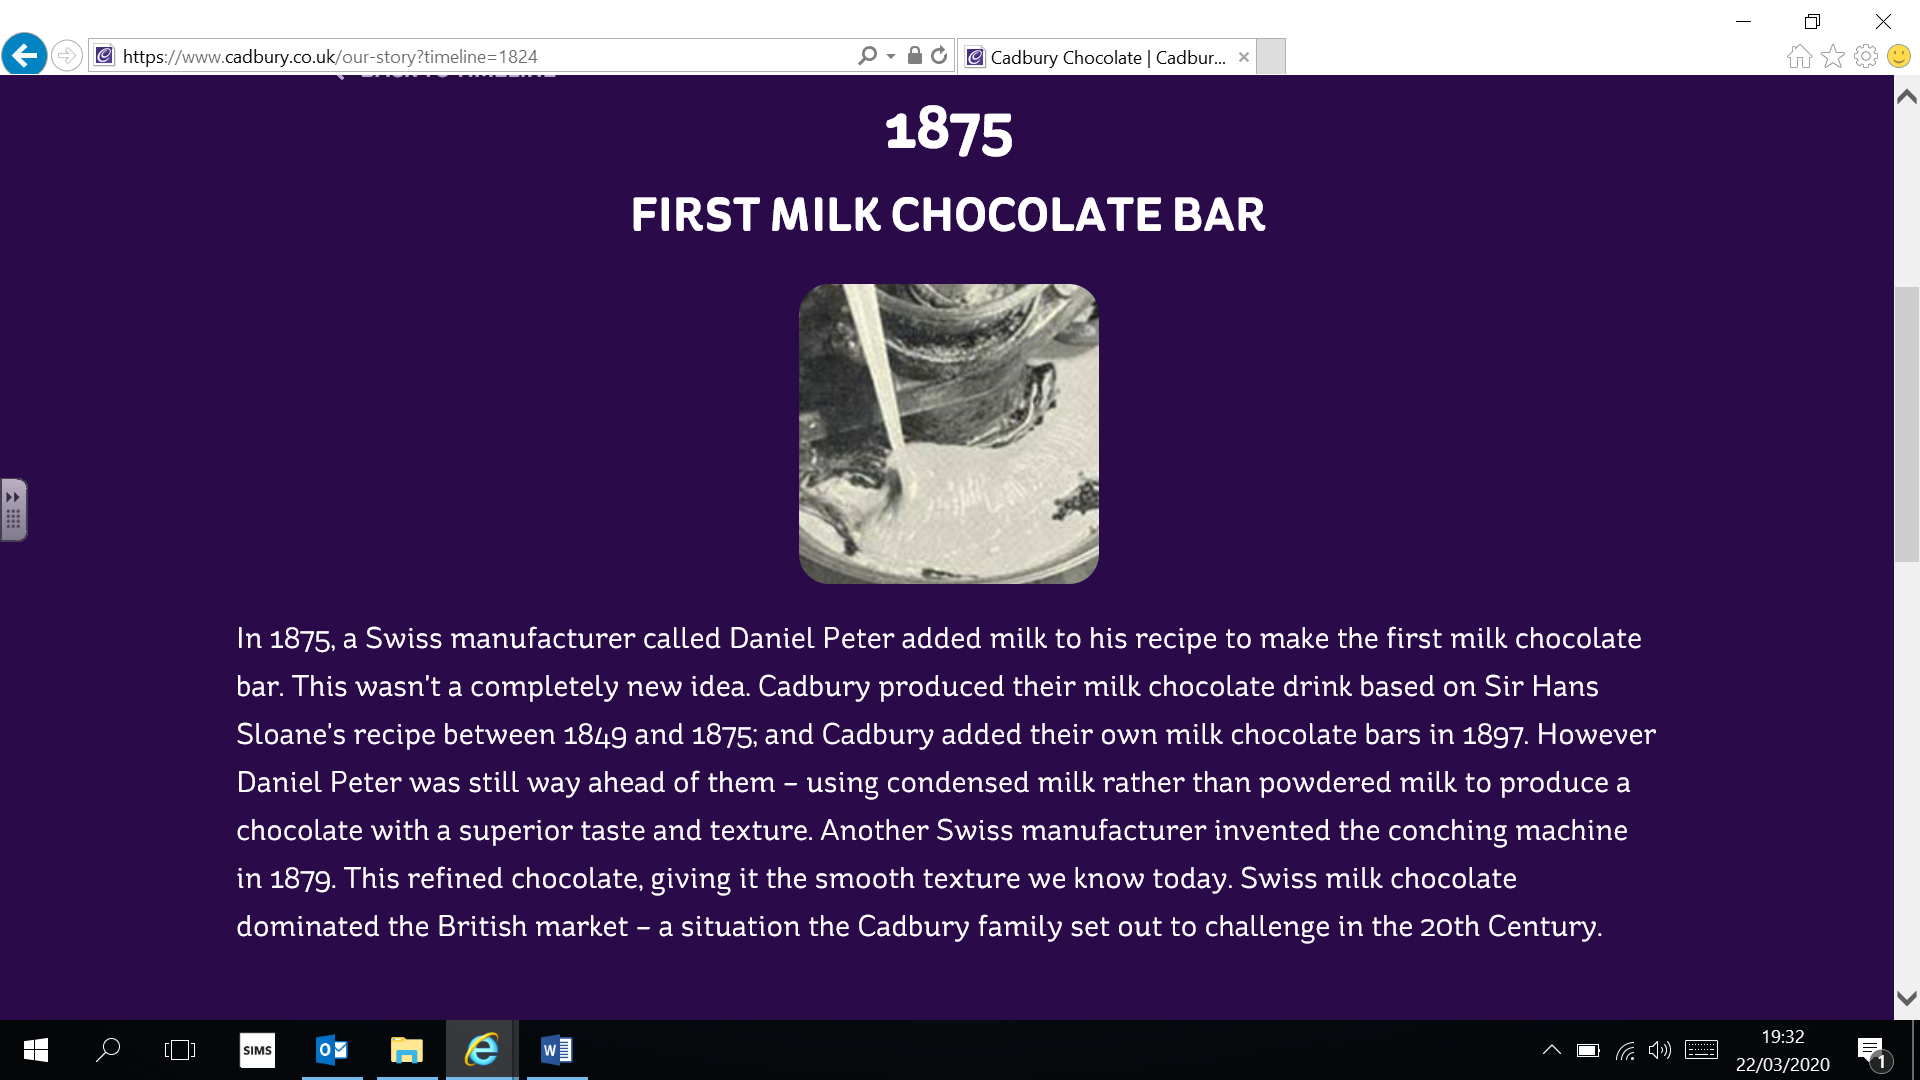 https://www.cadbury.co.uk/our-story?timeline=1824
Cadbury Chocolate | Cadbur...
BACK TO TIMELINE
1875
FIRST MILK CHOCOLATE BAR
In 1875, a Swiss manufacturer called Daniel Peter added milk to his recipe to make the first milk chocolate
bar. This wasn't a completely new idea. Cadbury produced their milk chocolate drink based on Sir Hans
Sloane's recipe between 1849 and 1875; and Cadbury added their own milk chocolate bars in 1897. However
Daniel Peter was still way ahead of them – using condensed milk rather than powdered milk to produce a
chocolate with a superior taste and texture. Another Swiss manufacturer invented the conching machine
in 1879. This refined chocolate, giving it the smooth texture we know today. Swiss milk chocolate
dominated the British market – a situation the Cadbury family set out to challenge in the 20th Century.
SIMS
19:32
22/03/2020
1